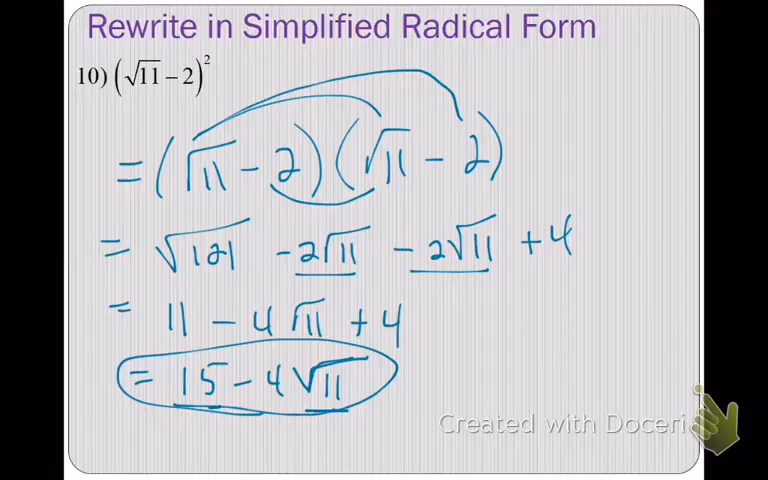 Rewrite in Simplified Radical Form
10) (√11 – 2)²
= (√11 - 2) (√11 - 2)
= √121 - 2√11 - 2√11 + 4
= 11 - 4√11 + 4
= 15 - 4√11
Created with Doceri